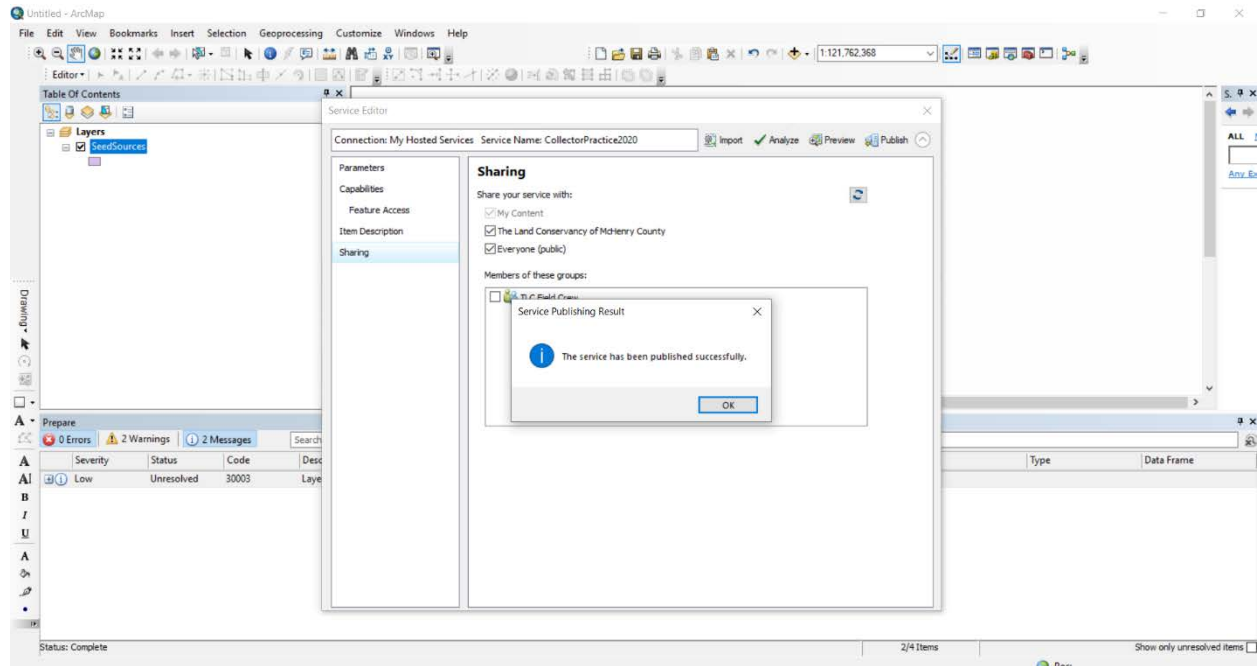 Untitled - ArcMap
File Edit View Bookmarks Insert Selection Geoprocessing Customize Windows Help
1:121,762,368
Editor
Table Of Contents
Layers
SeedSources
Service Editor
Connection: My Hosted Services Service Name: CollectorPractice2020
Import Analyze Preview Publish
Parameters
Capabilities
Feature Access
Item Description
Sharing
Sharing
Share your service with:
My Content
The Land Conservancy of McHenry County
Everyone (public)
Members of these groups:
TLC Field Crew
Service Publishing Result
The service has been published successfully.
OK
S.
ALL
Any Ex
Drawing
Prepare
0 Errors 2 Warnings 2 Messages Search
Severity Status Code Desc Type Data Frame
Low Unresolved 30003 Laye
A
A
AI
B
I
U
A
Status: Complete 2/4 Items Show only unresolved items